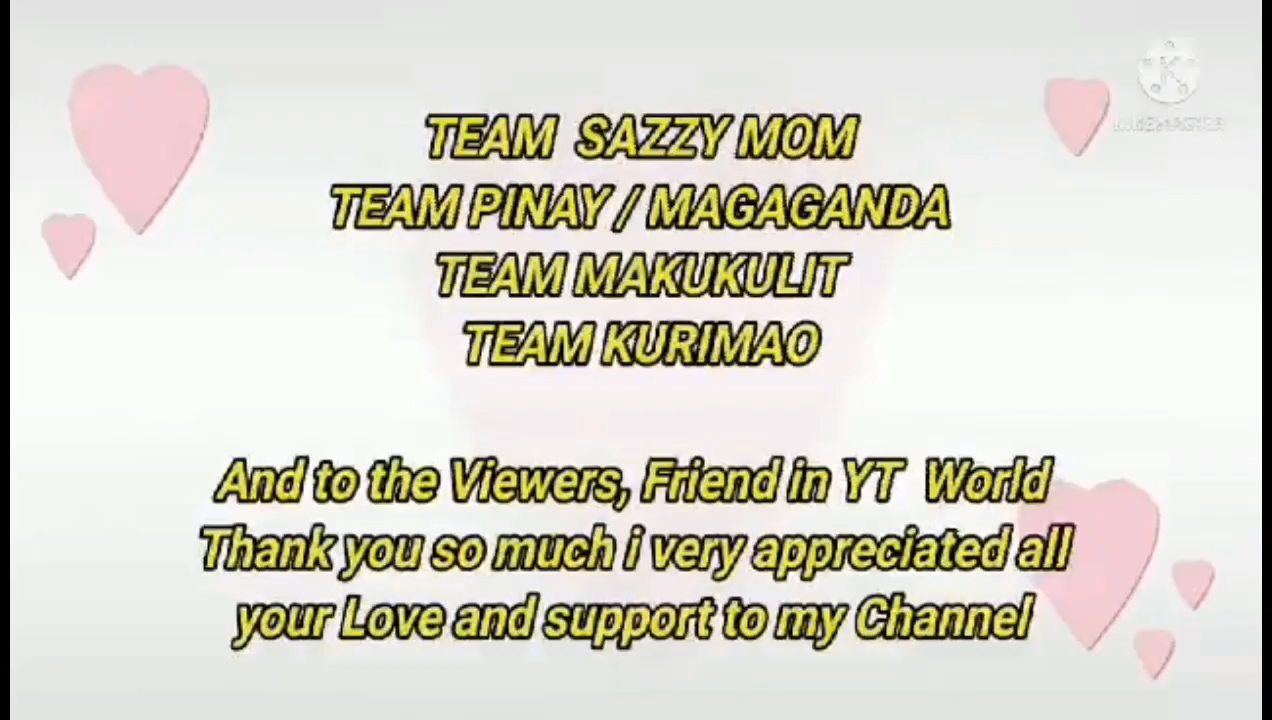 TEAM SAZZY MOM
TEAM PINAY / MAGAGANDA
TEAM MAKUKULIT
TEAM KURIMAO
And to the Viewers, Friend in YT World
Thank you so much i very appreciated all
your Love and support to my Channel
KINEMASTER